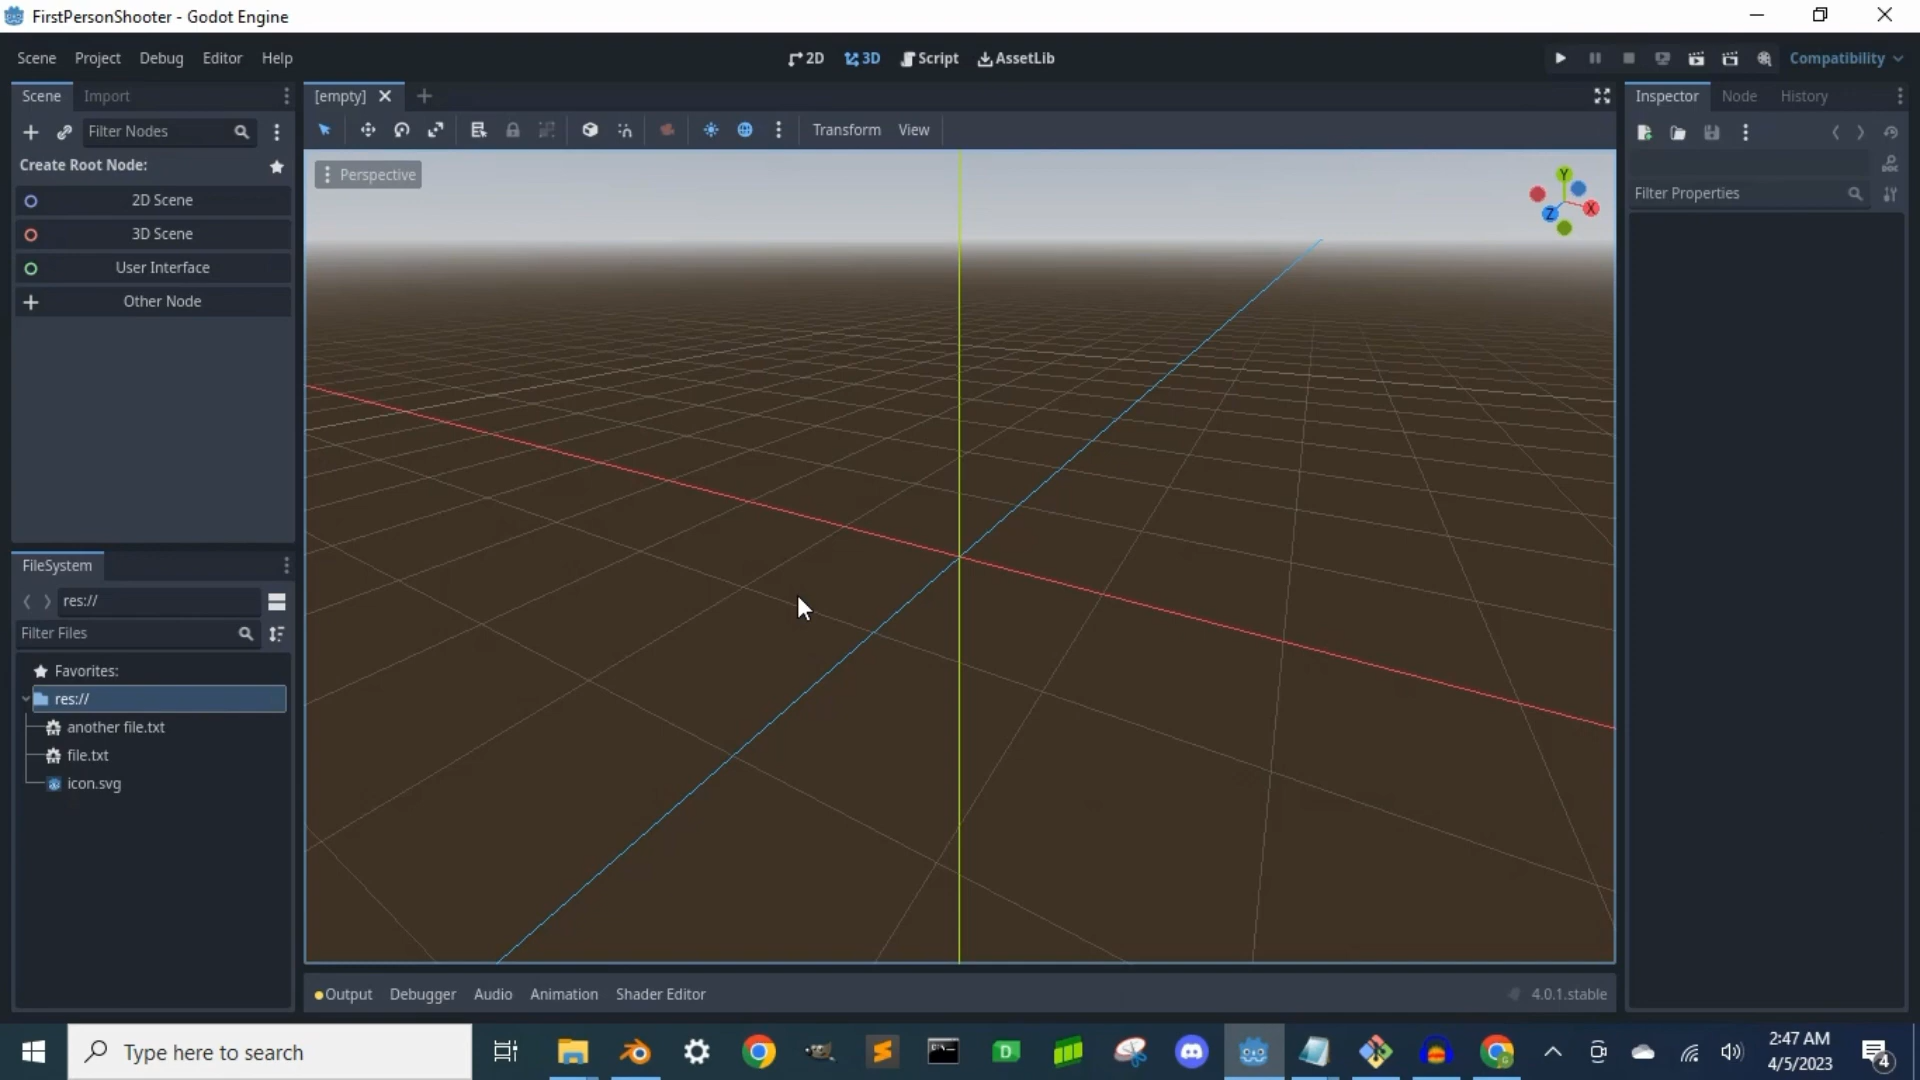 FirstPersonShooter - Godot Engine
Scene Project Debug Editor Help
2D 3D Script AssetLib
Compatibility
Scene Import
[empty]
Inspector Node History
Filter Nodes
Transform View
Create Root Node:
Perspective
2D Scene
3D Scene
User Interface
Other Node
Y
X
Z
DOC
Filter Properties
FileSystem
res://
Filter Files
Favorites:
res://
another file.txt
file.txt
icon.svg
Output Debugger Audio Animation Shader Editor
4.0.1.stable
Type here to search
D
2:47 AM
4/5/2023
4